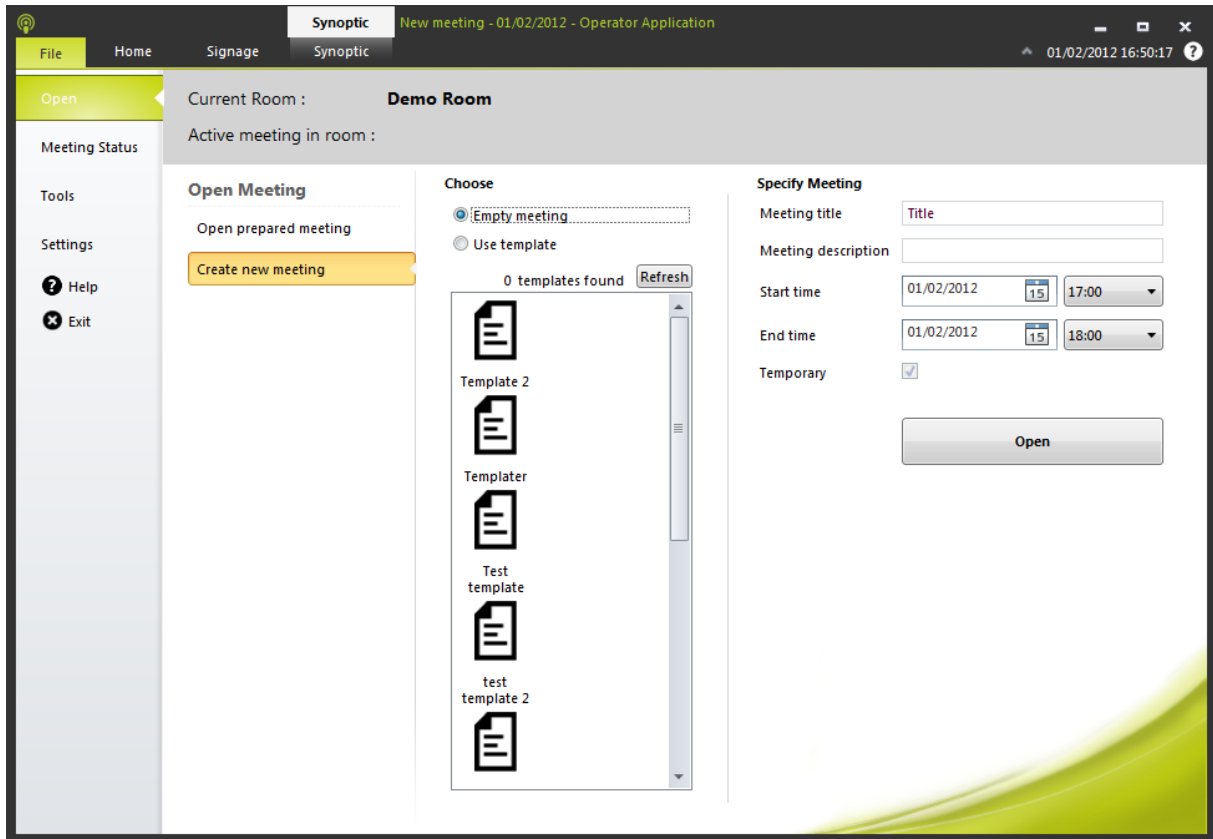 Synoptic New meeting - 01/02/2012 - Operator Application
File Home Signage Synoptic 01/02/2012 16:50:17 ?
Open
Meeting Status
Tools
Settings
? Help
Exit
Current Room : Demo Room
Active meeting in room :
Open Meeting
Open prepared meeting
Create new meeting
Choose
Empty meeting
Use template
0 templates found Refresh
Template 2
Templater
Test
template
test
template 2
Specify Meeting
Meeting title Title
Meeting description
Start time 01/02/2012 15 17:00
End time 01/02/2012 15 18:00
Temporary
Open